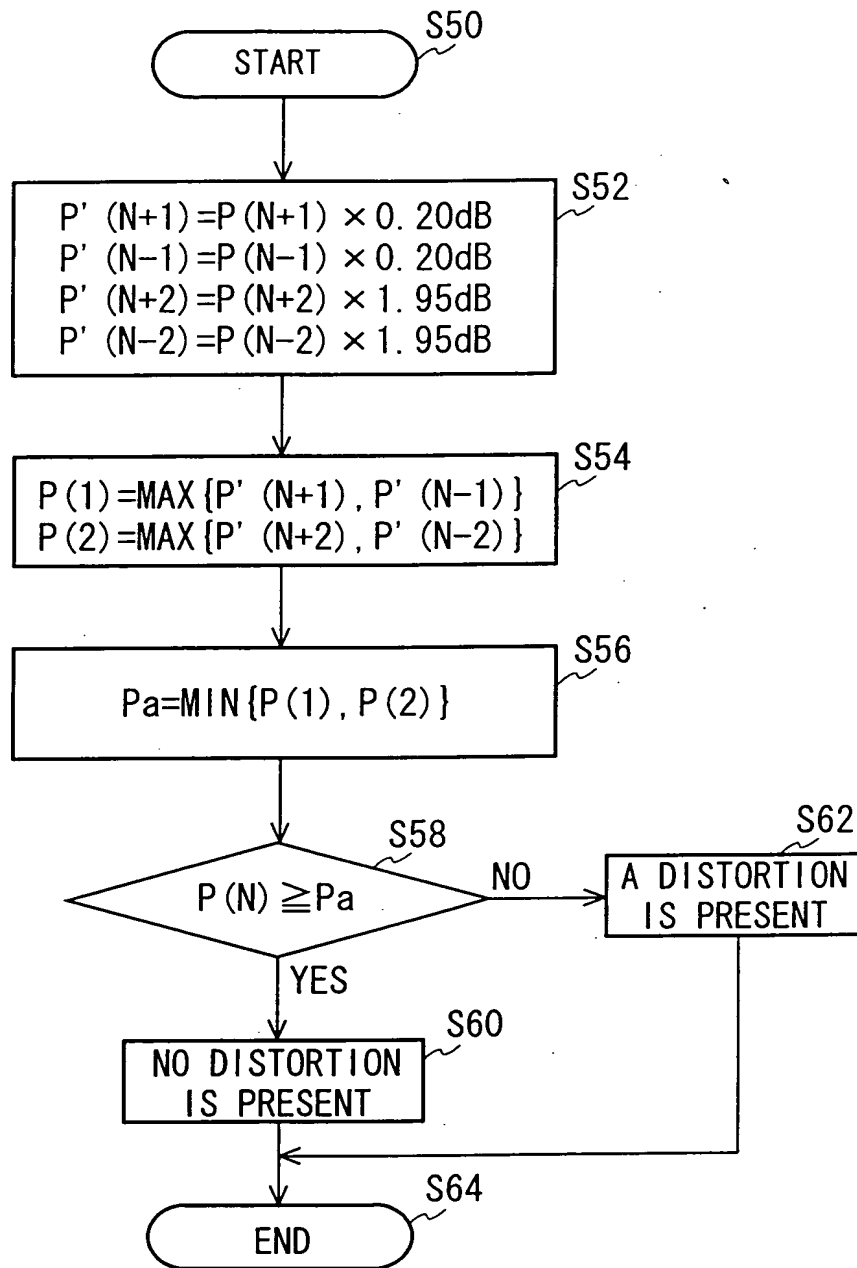 S50
START
S52
P'(N+1)=P(N+1)×0.20dB
P'(N-1)=P(N-1)×0.20dB
P'(N+2)=P(N+2)×1.95dB
P'(N-2)=P(N-2)×1.95dB
S54
P(1)=MAX{P'(N+1),P'(N-1)}
P(2)=MAX{P'(N+2),P'(N-2)}
S56
Pa=MIN{P(1),P(2)}
S58
P(N)≧Pa
NO
S62
A DISTORTION
IS PRESENT
YES
S60
NO DISTORTION
IS PRESENT
S64
END